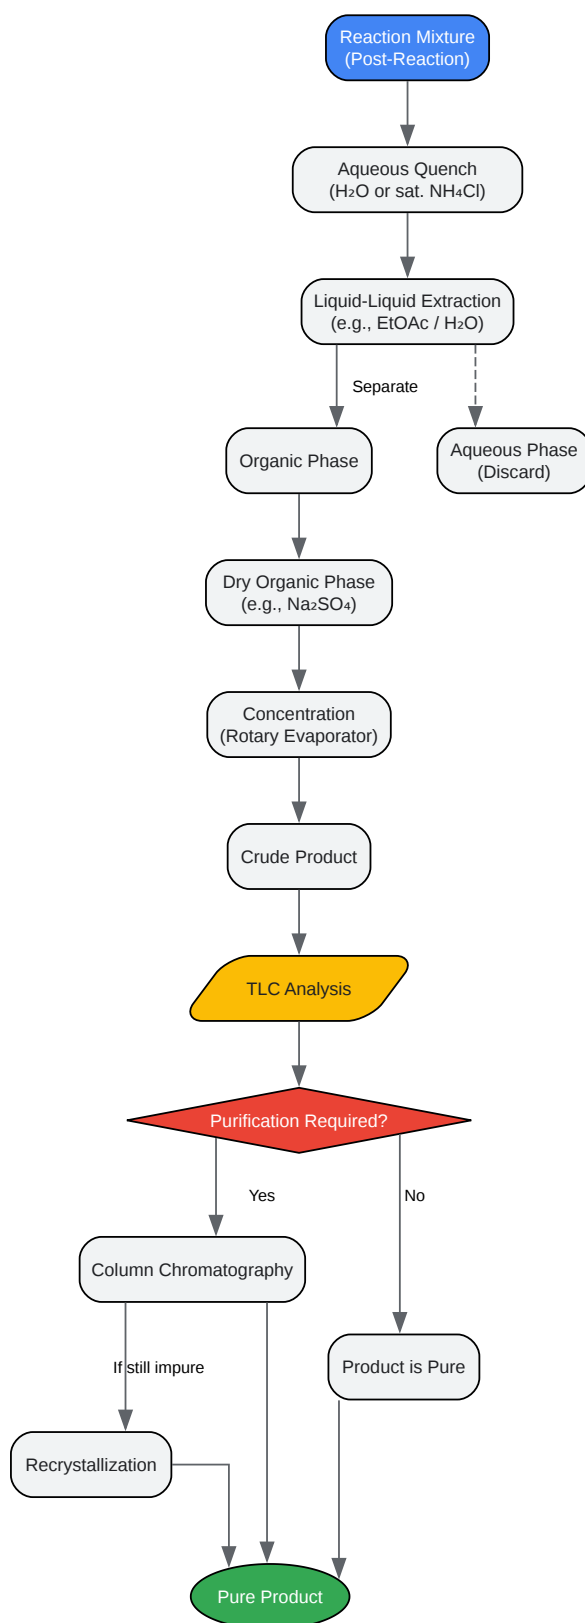 Reaction Mixture
(Post-Reaction)
Aqueous Quench
(H₂O or sat. NH₄Cl)
Liquid-Liquid Extraction
(e.g., EtOAc / H₂O)
Separate
Organic Phase
Aqueous Phase
(Discard)
Dry Organic Phase
(e.g., Na₂SO₄)
Concentration
(Rotary Evaporator)
Crude Product
TLC Analysis
Purification Required?
Yes
No
Column Chromatography
If still impure
Product is Pure
Recrystallization
Pure Product